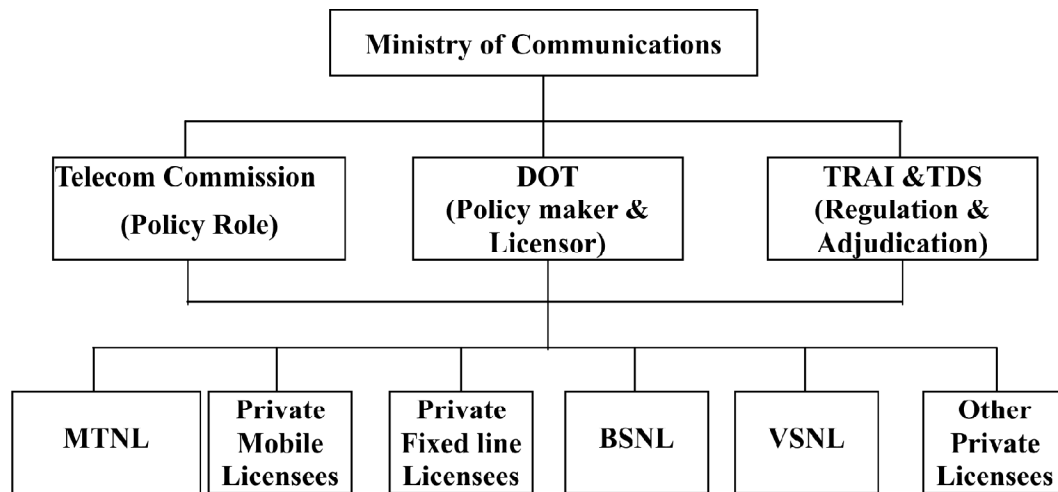 Ministry of Communications
Telecom Commission
(Policy Role)
DOT
(Policy maker &
Licensor)
TRAI &TDS
(Regulation &
Adjudication)
MTNL
Private
Mobile
Licensees
Private
Fixed line
Licensees
BSNL
VSNL
Other
Private
Licensees